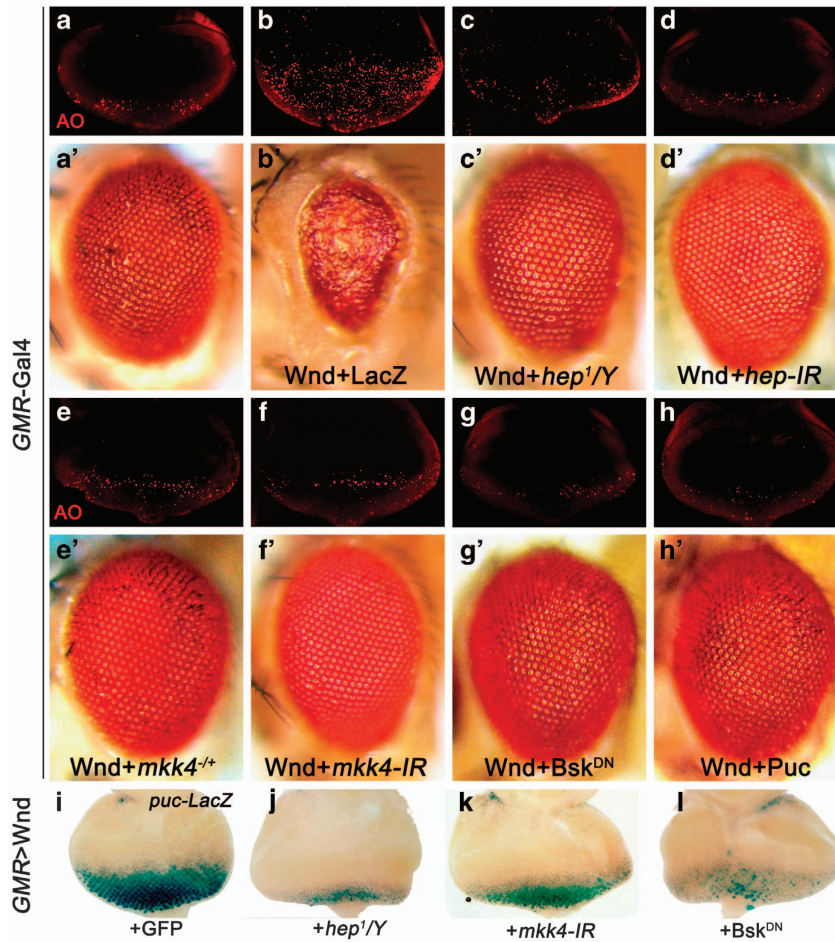 a b c d
AO
a’ b’ c’ d’
Wnd+LacZ Wnd+hep¹/Y Wnd+hep-IR
GMR-Gal4
e f g h
AO
e’ f’ g’ h’
Wnd+mkk4⁻/⁺ Wnd+mkk4-IR Wnd+Bskᴰᴺ Wnd+Puc
GMR>Wnd
i puc-LacZ j k l
+GFP +hep¹/Y +mkk4-IR +Bskᴰᴺ